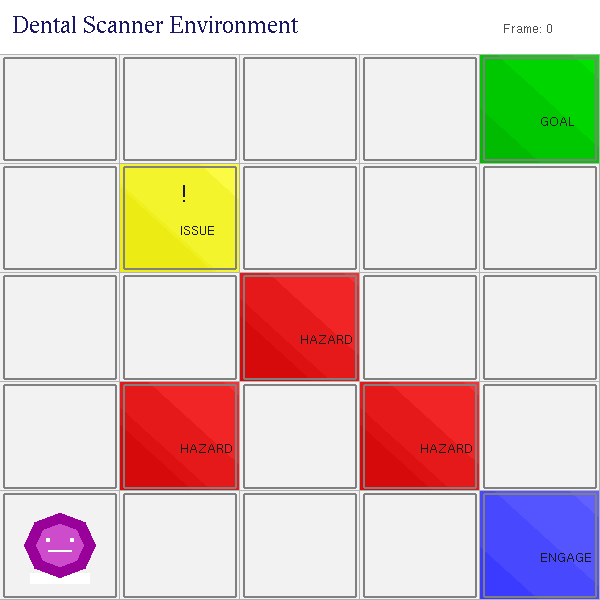 Dental Scanner Environment
Frame: 0
GOAL
!
ISSUE
HAZARD
HAZARD
HAZARD
ENGAGE